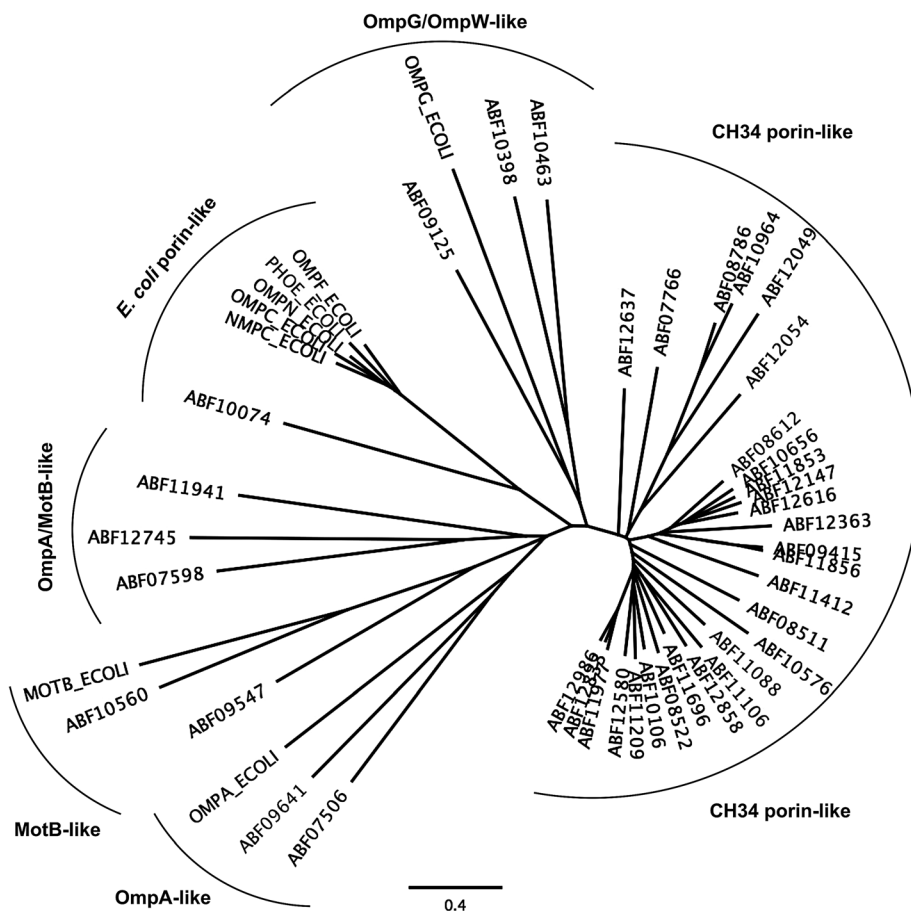 OmpG/OmpW-like
CH34 porin-like
OMPG_ECOLI
ABF10398
ABF10463
ABF09125
E. coli porin-like
OMPF_ECOLI
PHOE_ECOLI
OMPN_ECOLI
OMPC_ECOLI
NMPC_ECOLI
ABF12637
ABF07766
ABF08786
ABF10964
ABF12049
ABF12054
ABF10074
OmpA/MotB-like
ABF11941
ABF12745
ABF07598
ABF08612
ABF10656
ABF11853
ABF12147
ABF12616
ABF12363
ABF09415
ABF11856
ABF11412
ABF08511
ABF10576
ABF11088
ABF11106
ABF12858
ABF11696
ABF08522
ABF10106
ABF11209
ABF12580
ABF11977
ABF12386
MOTB_ECOLI
ABF10560
ABF09547
OMPA_ECOLI
ABF09641
ABF07506
MotB-like
OmpA-like
CH34 porin-like
0.4